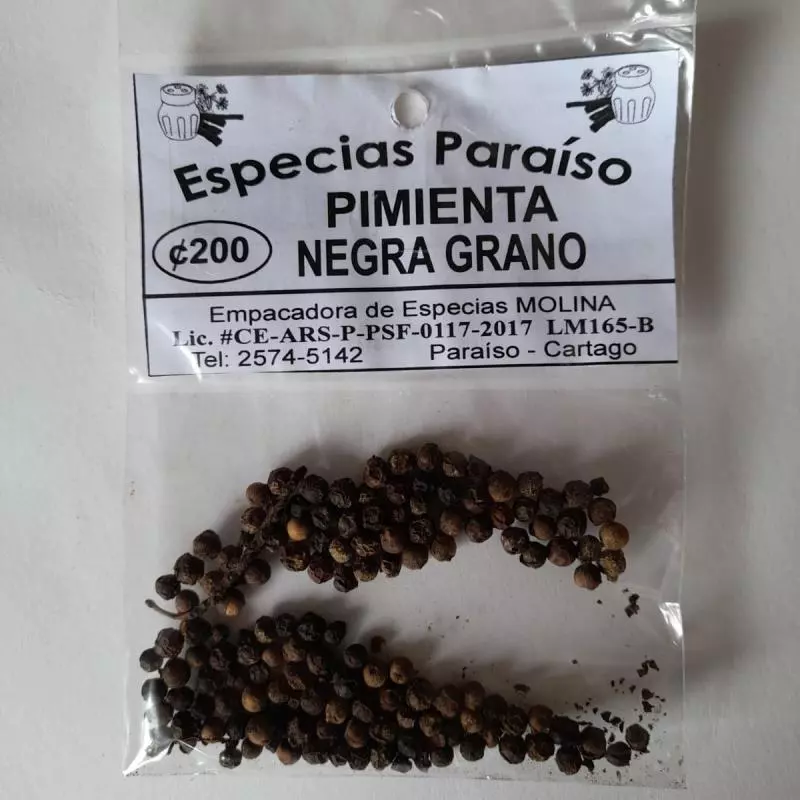 Especias Paraíso
PIMIENTA
¢200 NEGRA GRANO
Empacadora de Especias MOLINA
Lic. #CE-ARS-P-PSF-0117-2017 LM165-B
Tel: 2574-5142 Paraíso - Cartago